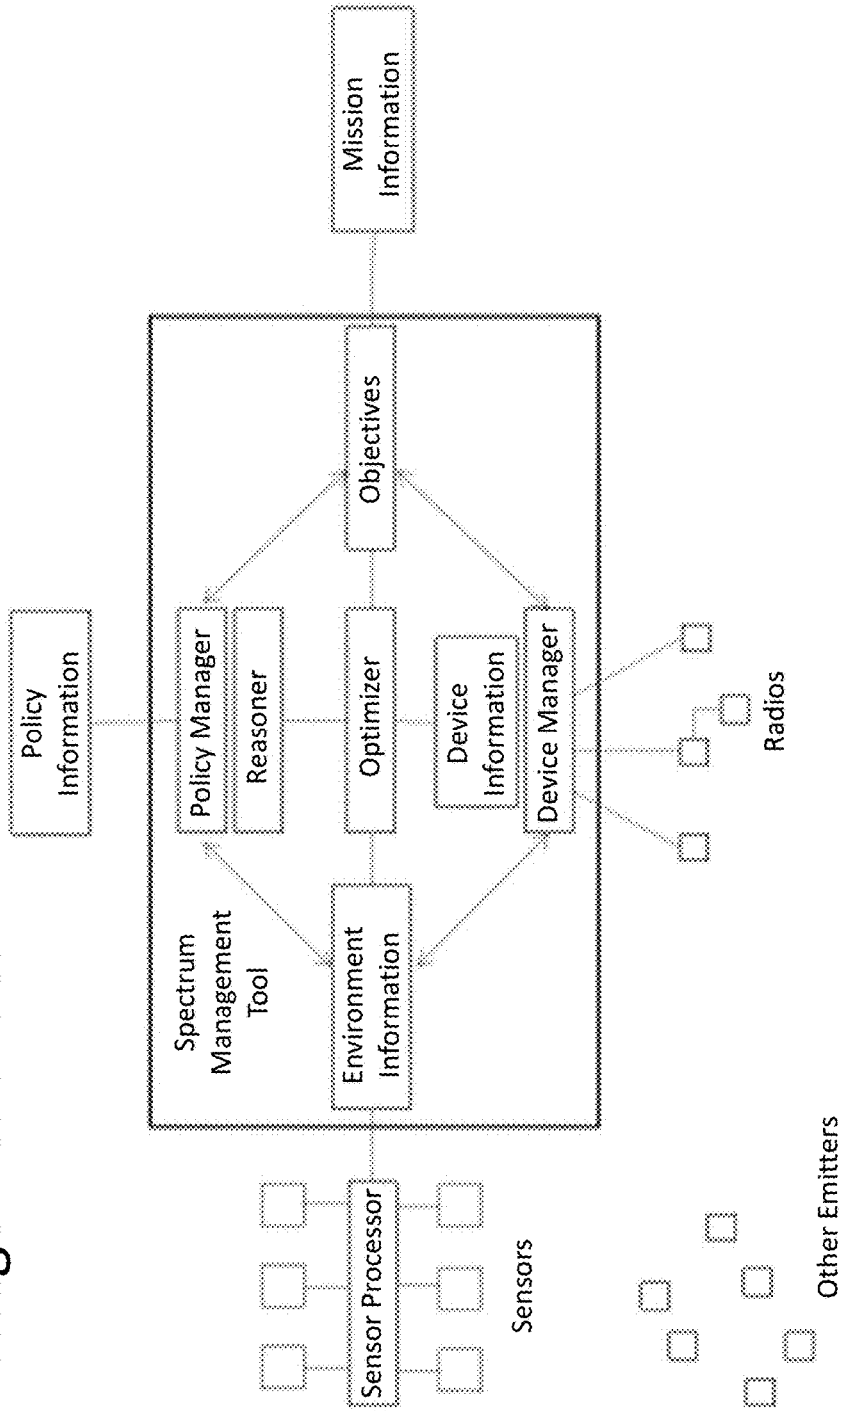 Policy
Information
Spectrum
Management
Tool
Policy Manager
Reasoner
Sensor Processor
Environment
Information
Optimizer
Objectives
Mission
Information
Device
Information
Device Manager
Sensors
Radios
Other Emitters